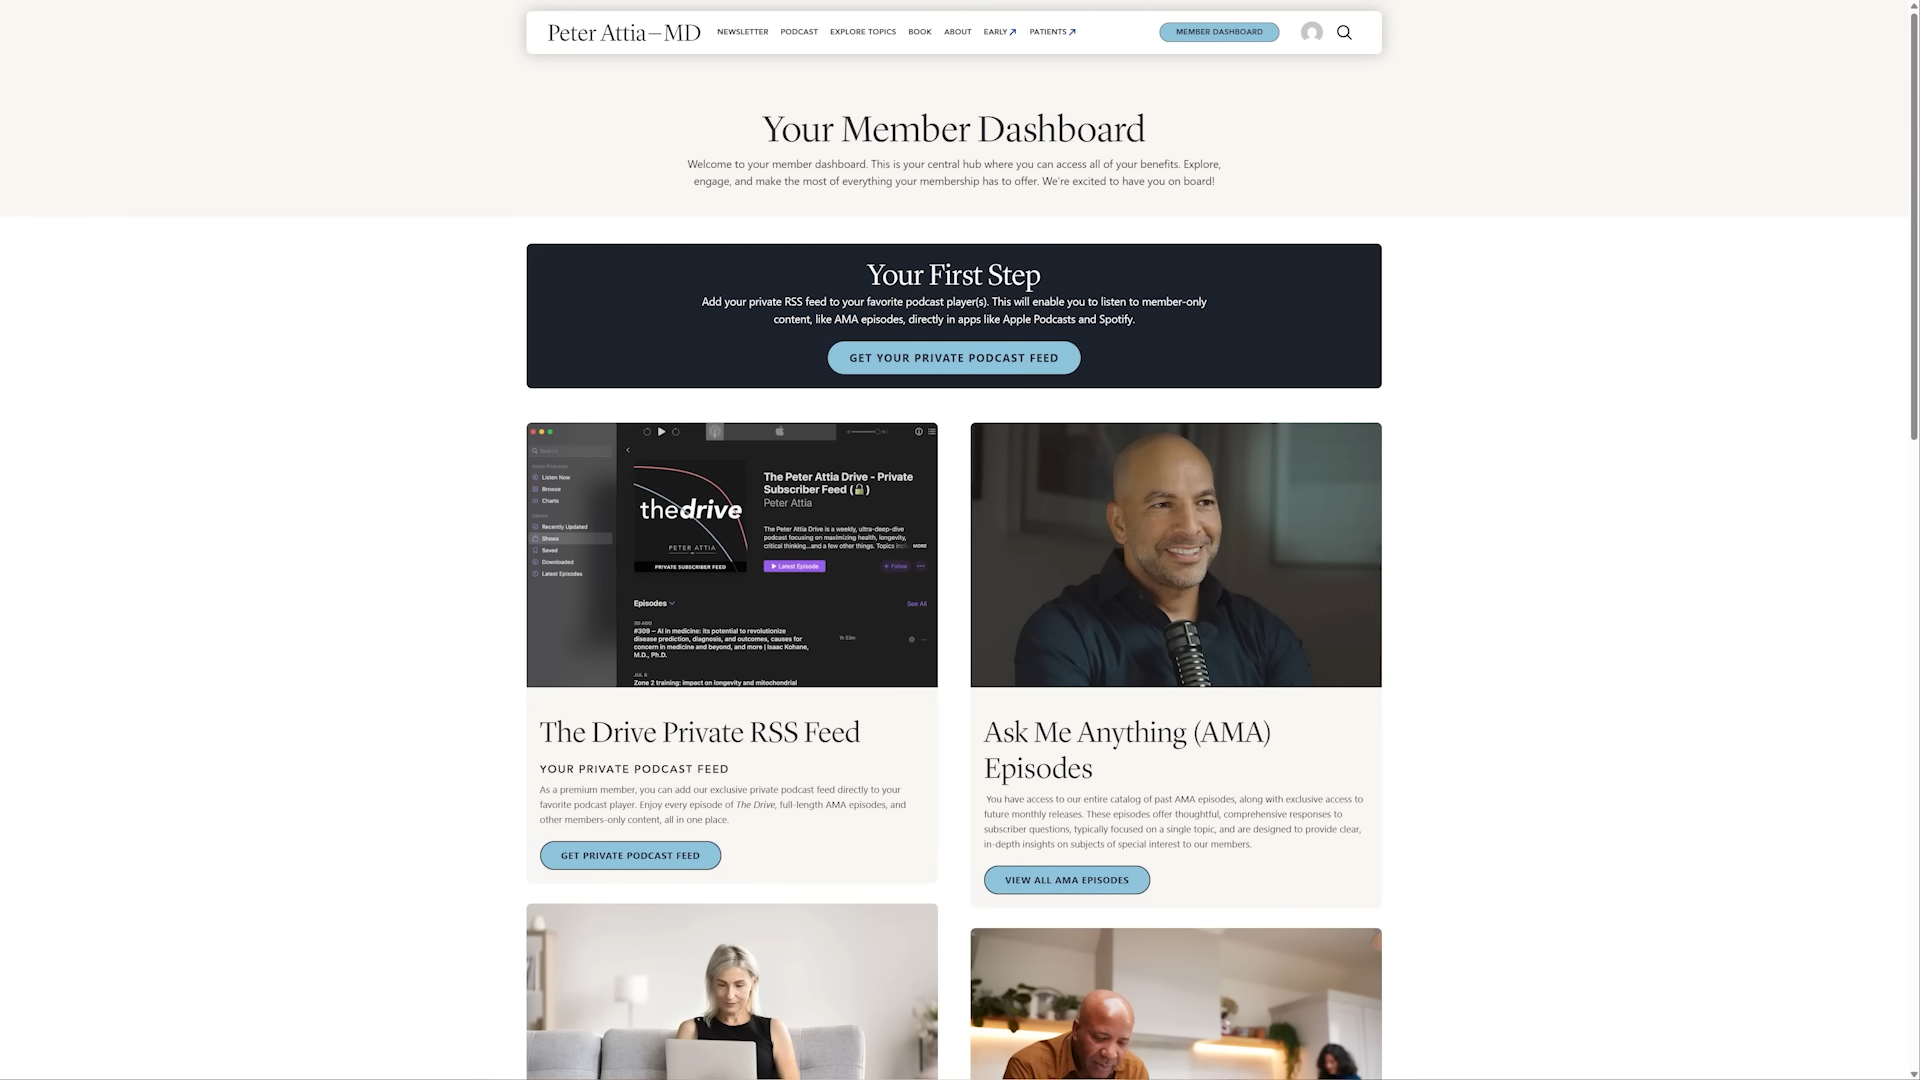 Peter Attia—MD
NEWSLETTER
PODCAST
EXPLORE TOPICS
BOOK
ABOUT
EARLY
PATIENTS
MEMBER DASHBOARD
Your Member Dashboard
Welcome to your member dashboard. This is your central hub where you can access all of your benefits. Explore,
engage, and make the most of everything your membership has to offer. We're excited to have you on board!
Your First Step
Add your private RSS feed to your favorite podcast player(s). This will enable you to listen to member-only
content, like AMA episodes, directly in apps like Apple Podcasts and Spotify.
GET YOUR PRIVATE PODCAST FEED
Search
Apple Podcasts
Listen Now
Browse
Charts
Library
Recently Updated
Shows
Saved
Downloaded
Latest Episodes
thedrive
PETER ATTIA
PRIVATE SUBSCRIBER FEED
The Peter Attia Drive - Private
Subscriber Feed (🔒)
Peter Attia
The Peter Attia Drive is a weekly, ultra-deep-dive
podcast focusing on maximizing health, longevity,
critical thinking...and a few other things. Topics MORE
Latest Episode
+ Follow
Episodes
See All
#309 – AI in medicine: its potential to revolutionize
disease prediction, diagnosis, and outcomes, causes for
concern in medicine and beyond, and more | Isaac Kohane,
M.D., Ph.D.
JUL 8
Zone 2 training: impact on longevity and mitochondrial
The Drive Private RSS Feed
YOUR PRIVATE PODCAST FEED
As a premium member, you can add our exclusive private podcast feed directly to your
favorite podcast player. Enjoy every episode of The Drive, full-length AMA episodes, and
other members-only content, all in one place.
GET PRIVATE PODCAST FEED
Ask Me Anything (AMA)
Episodes
You have access to our entire catalog of past AMA episodes, along with exclusive access to
future monthly releases. These episodes offer thoughtful, comprehensive responses to
subscriber questions, typically focused on a single topic, and are designed to provide clear,
in-depth insights on subjects of special interest to our members.
VIEW ALL AMA EPISODES